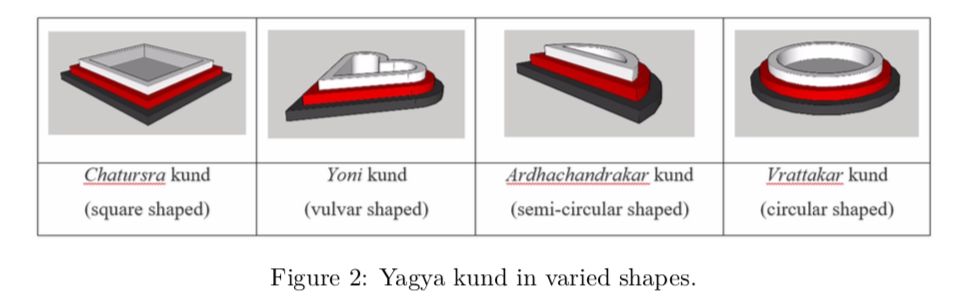 Chatursra kund
(square shaped)
Yoni kund
(vulvar shaped)
Ardhachandrakar kund
(semi-circular shaped)
Vrattakar kund
(circular shaped)
Figure 2: Yagya kund in varied shapes.